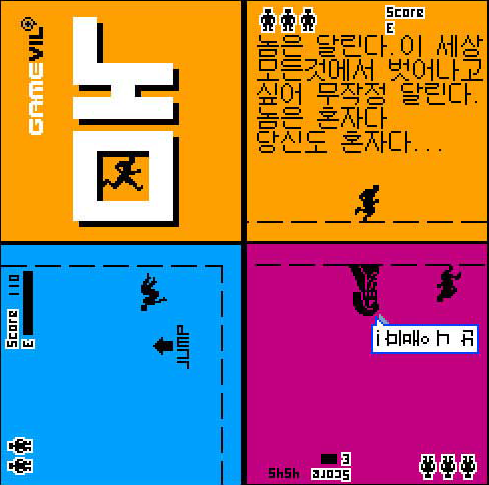 GAMEVIL
놈
Score
E
놈은 달린다.이 세상
모든것에서 벗어나고
싶어 무작정 달린다.
놈은 혼자다
당신도 혼자다...
Score 110
E
JUMP
Score
E